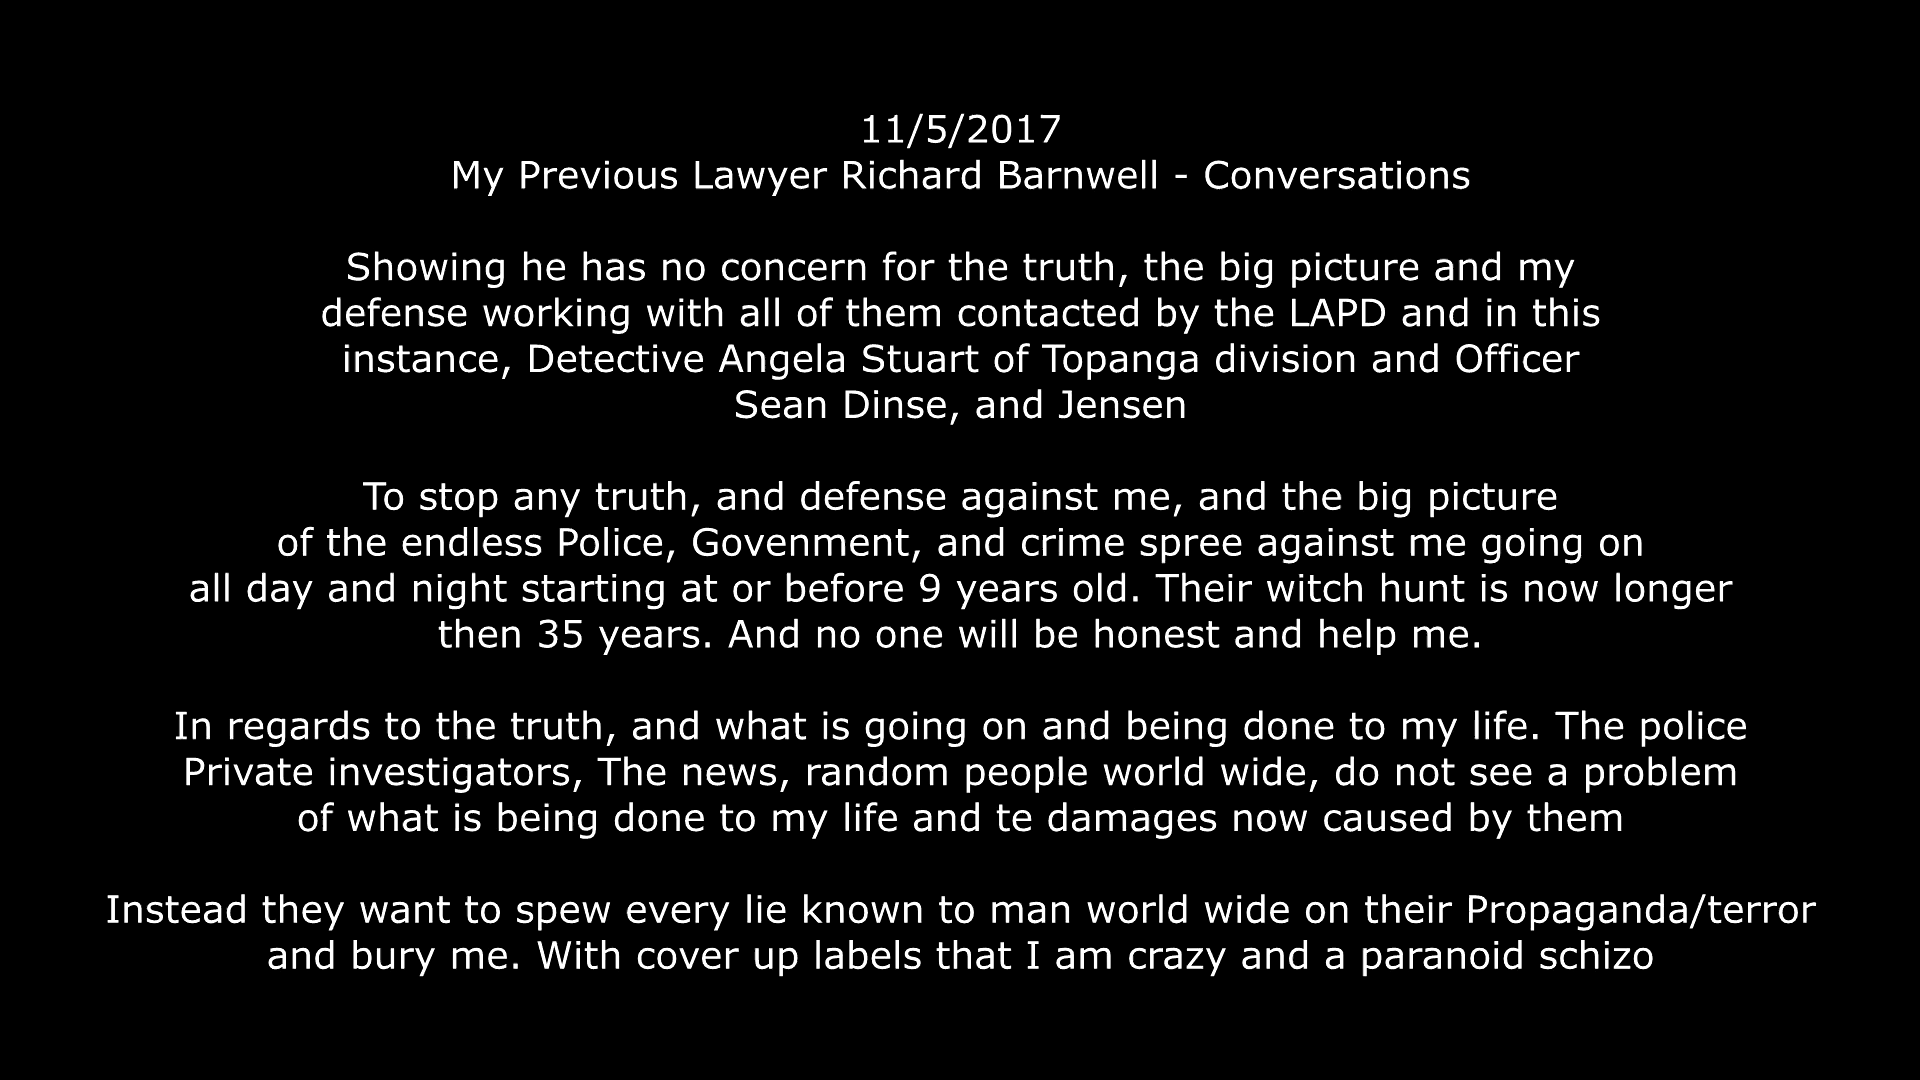 11/5/2017
My Previous Lawyer Richard Barnwell - Conversations
Showing he has no concern for the truth, the big picture and my
defense working with all of them contacted by the LAPD and in this
instance, Detective Angela Stuart of Topanga division and Officer
Sean Dinse, and Jensen
To stop any truth, and defense against me, and the big picture
of the endless Police, Govenment, and crime spree against me going on
all day and night starting at or before 9 years old. Their witch hunt is now longer
then 35 years. And no one will be honest and help me.
In regards to the truth, and what is going on and being done to my life. The police
Private investigators, The news, random people world wide, do not see a problem
of what is being done to my life and te damages now caused by them
Instead they want to spew every lie known to man world wide on their Propaganda/terror
and bury me. With cover up labels that I am crazy and a paranoid schizo